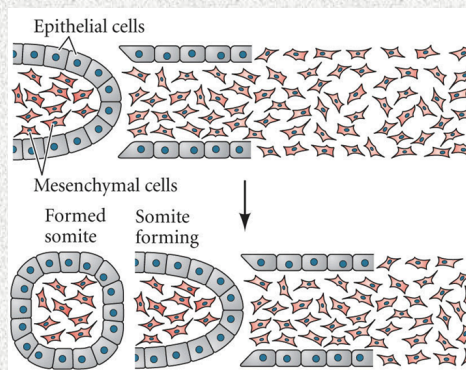 Epithelial cells
Mesenchymal cells
Formed
somite
Somite
forming